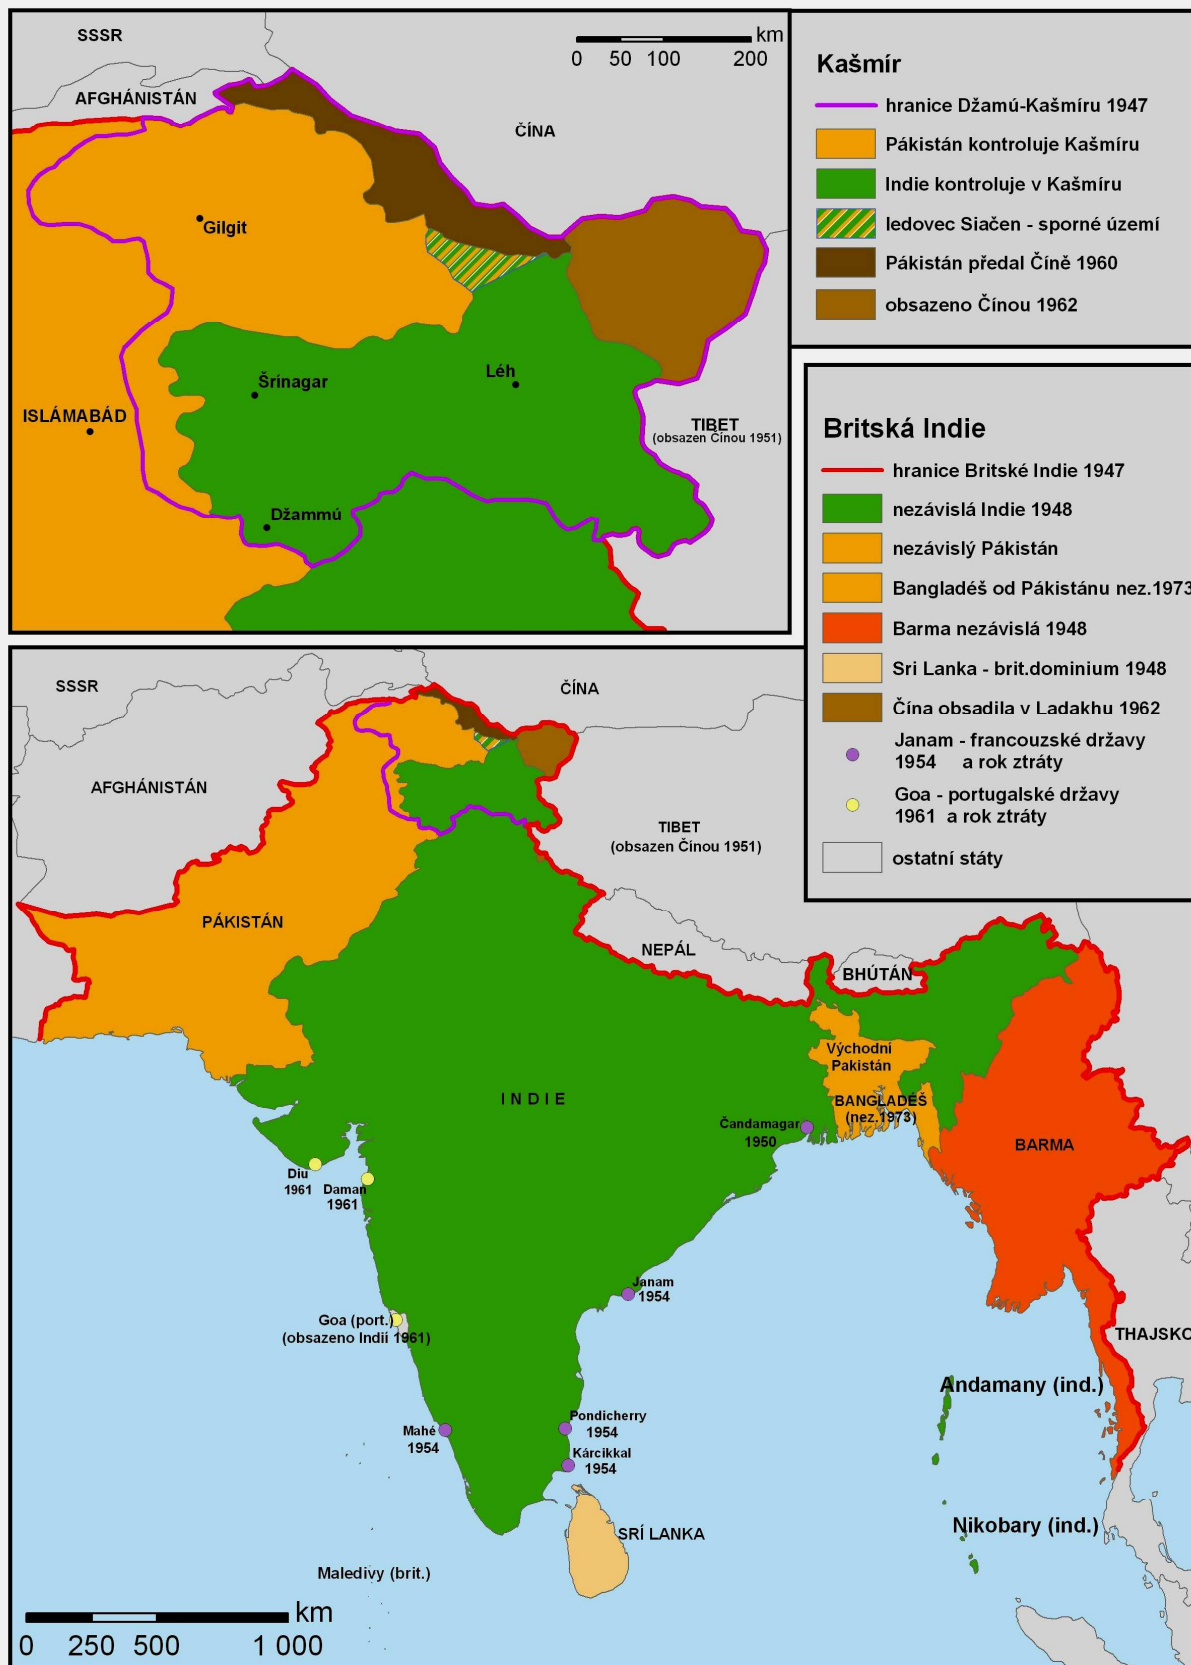 SSSR
AFGHÁNISTÁN
ČÍNA
km
0 50 100 200
Gilgit
Šrínagar
Léh
ISLÁMABÁD
Džammú
TIBET
(obsazen Čínou 1951)
Kašmír
hranice Džamú-Kašmíru 1947
Pákistán kontroluje Kašmíru
Indie kontroluje v Kašmíru
ledovec Siačen - sporné území
Pákistán předal Číně 1960
obsazeno Čínou 1962
Britská Indie
hranice Britské Indie 1947
nezávislá Indie 1948
nezávislý Pákistán
Bangladéš od Pákistánu nez.1973
Barma nezávislá 1948
Sri Lanka - brit.dominium 1948
Čína obsadila v Ladakhu 1962
Janam - francouzské državy
1954 a rok ztráty
Goa - portugalské državy
1961 a rok ztráty
ostatní státy
SSSR
ČÍNA
AFGHÁNISTÁN
TIBET
(obsazen Činou 1951)
PÁKISTÁN
NEPÁL
BHÚTÁN
Východní
Pakistán
BANGLADÉŠ
(nez.1973)
INDIE
Čandamagar
1950
BARMA
Diu
1961
Daman
1961
Janam
1954
Goa (port.)
(obsazeno Indií 1961)
THAJSKO
Andamany (ind.)
Mahé
1954
Pondicherry
1954
Kárcikkal
1954
Nikobary (ind.)
SRÍ LANKA
Maledivy (brit.)
km
0 250 500 1 000